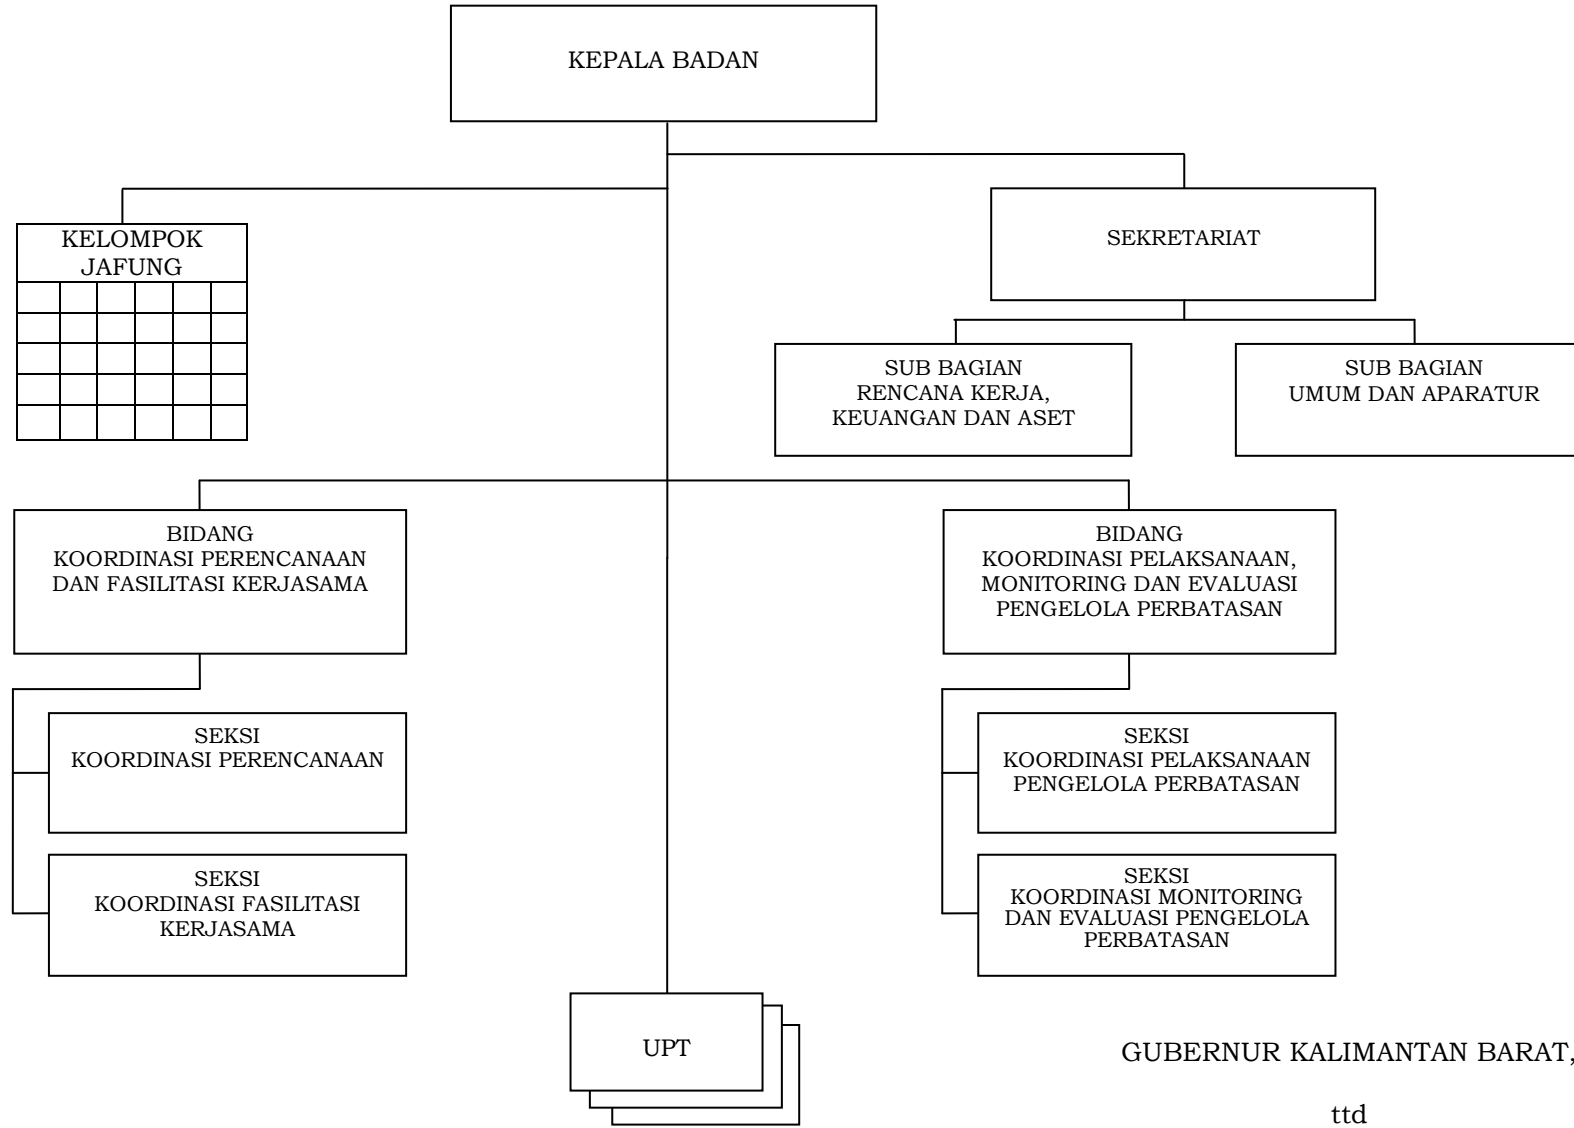 KEPALA BADAN
KELOMPOK
JAFUNG
SEKRETARIAT
SUB BAGIAN
RENCANA KERJA,
KEUANGAN DAN ASET
SUB BAGIAN
UMUM DAN APARATUR
BIDANG
KOORDINASI PERENCANAAN
DAN FASILITASI KERJASAMA
BIDANG
KOORDINASI PELAKSANAAN,
MONITORING DAN EVALUASI
PENGELOLA PERBATASAN
SEKSI
KOORDINASI PERENCANAAN
SEKSI
KOORDINASI PELAKSANAAN
PENGELOLA PERBATASAN
SEKSI
KOORDINASI FASILITASI
KERJASAMA
SEKSI
KOORDINASI MONITORING
DAN EVALUASI PENGELOLA
PERBATASAN
UPT
GUBERNUR KALIMANTAN BARAT,
ttd